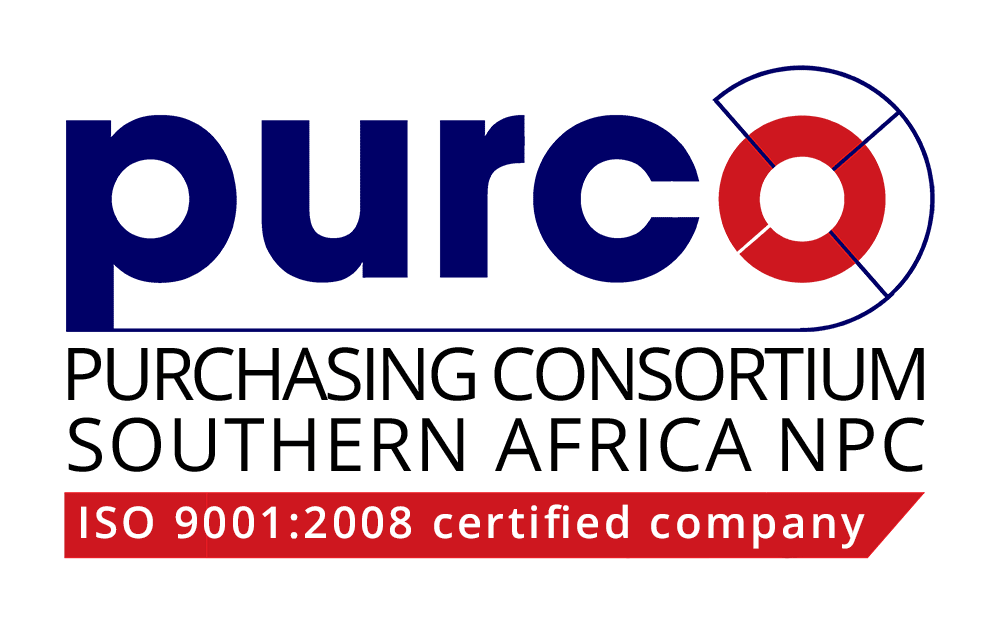 purco
PURCHASING CONSORTIUM
SOUTHERN AFRICA NPC
ISO 9001:2008 certified company